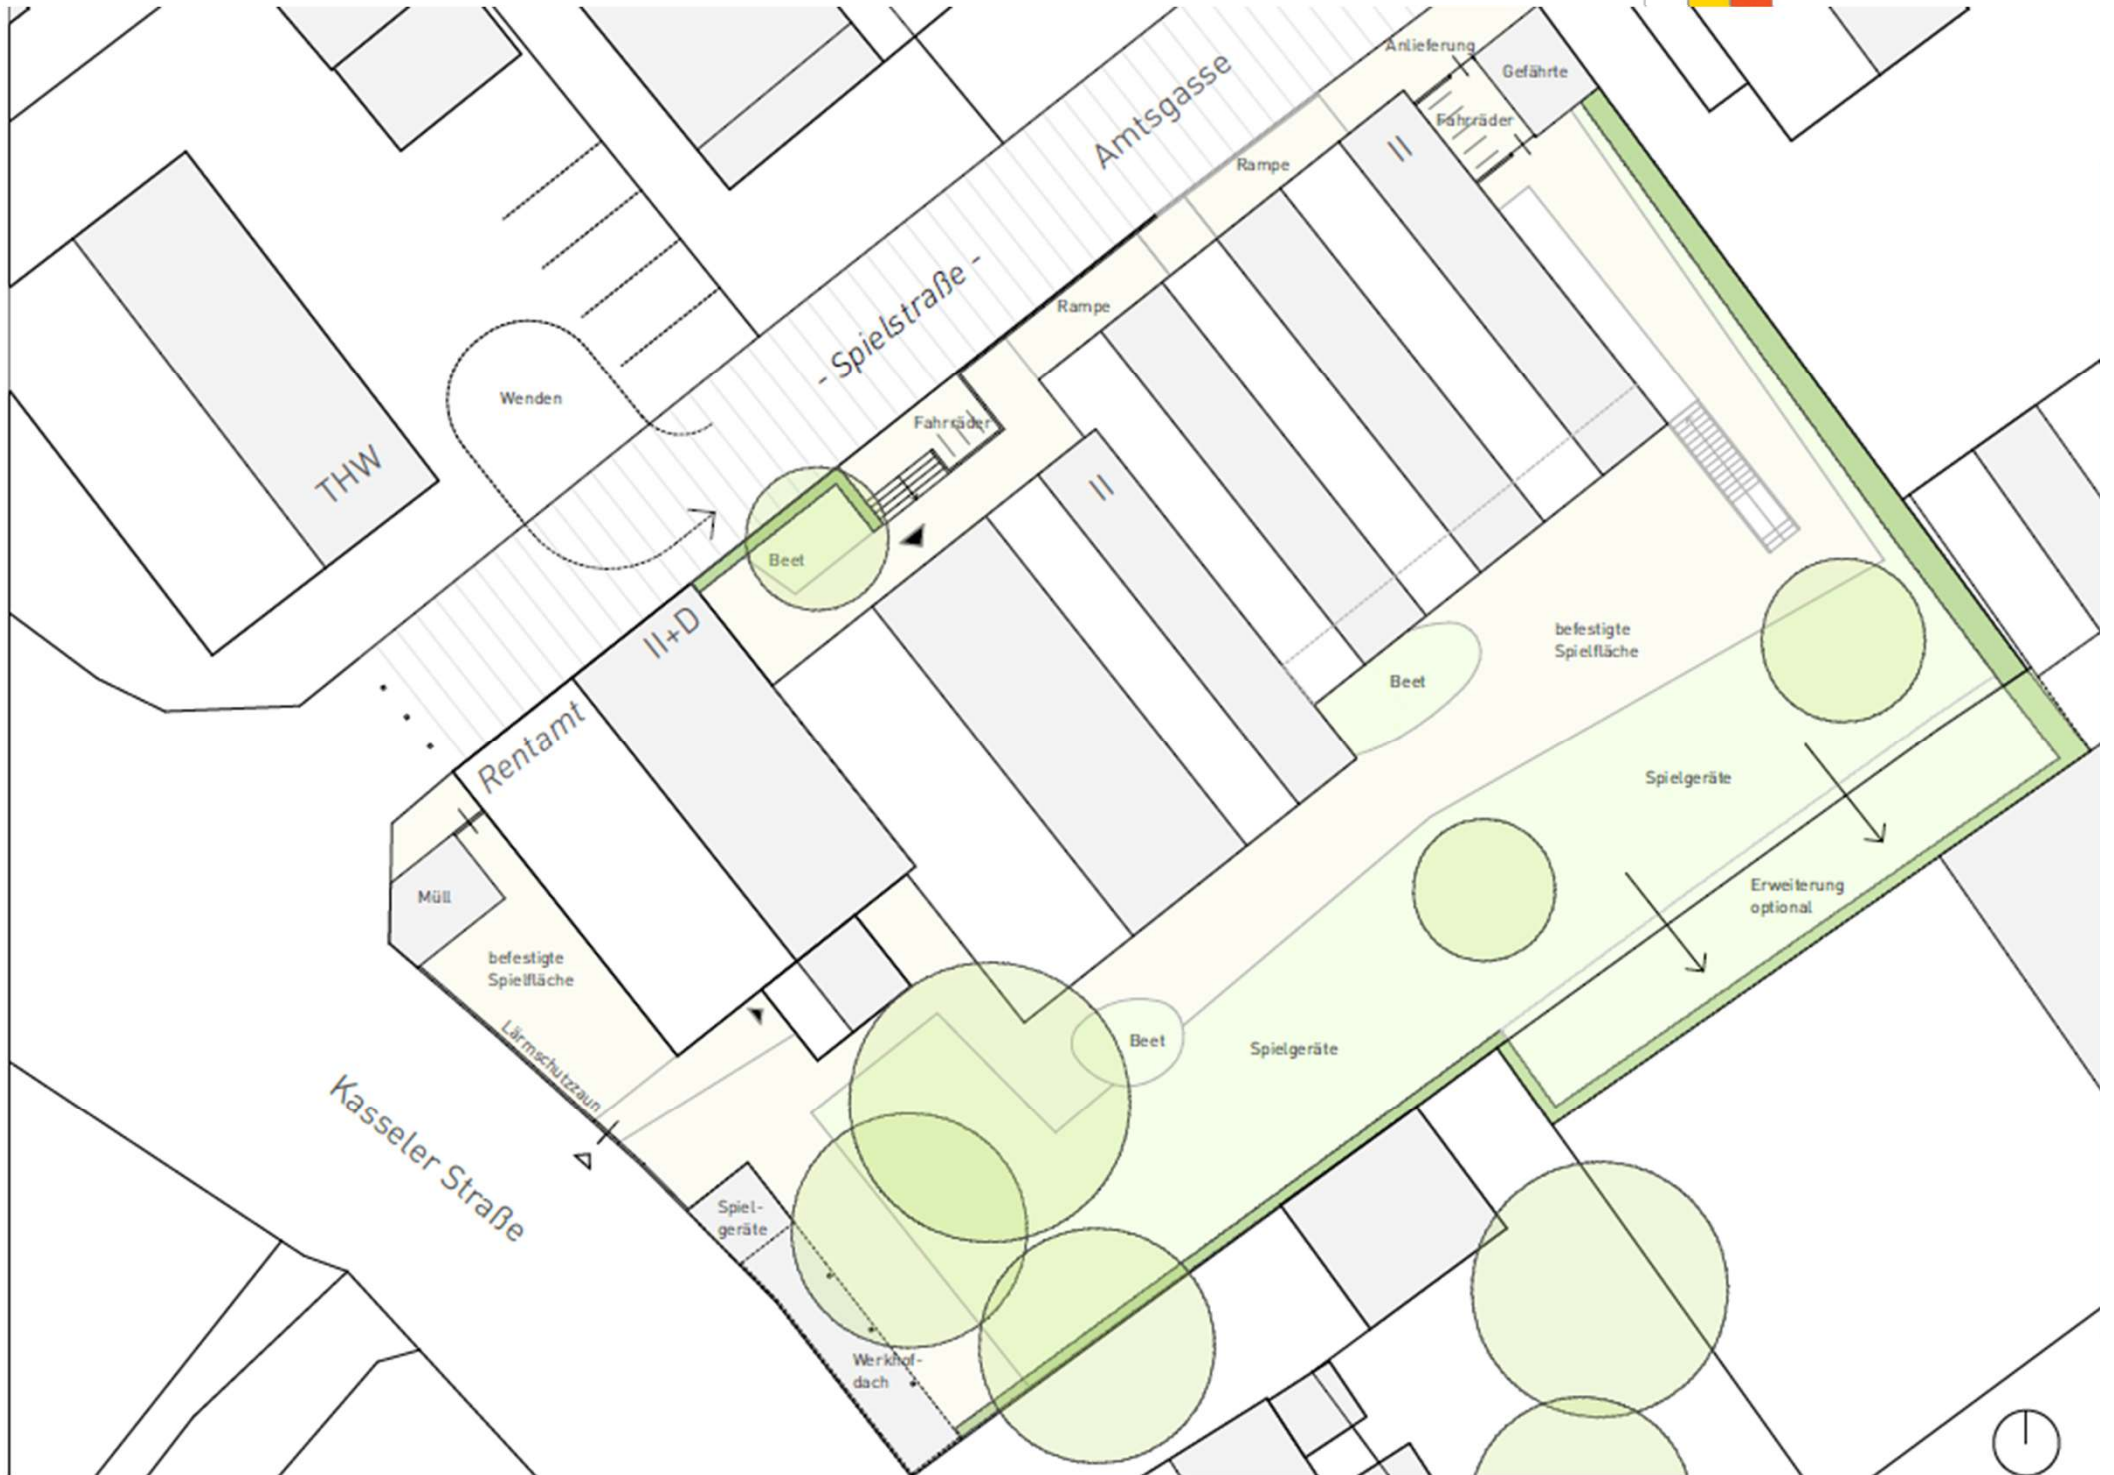 Anlieferung
Gefährte
Amtsgasse
Fahrräder
II
Rampe
- Spielstraße -
Rampe
Wenden
Fahrräder
THW
II
Beet
II+D
befestigte
Spielfläche
Beet
Rentamt
Spielgeräte
Müll
Erweiterung
optional
befestigte
Spielfläche
Lärmschutzzaun
Beet
Spielgeräte
Kasseler Straße
Spiel-
geräte
Werkhof-
dach